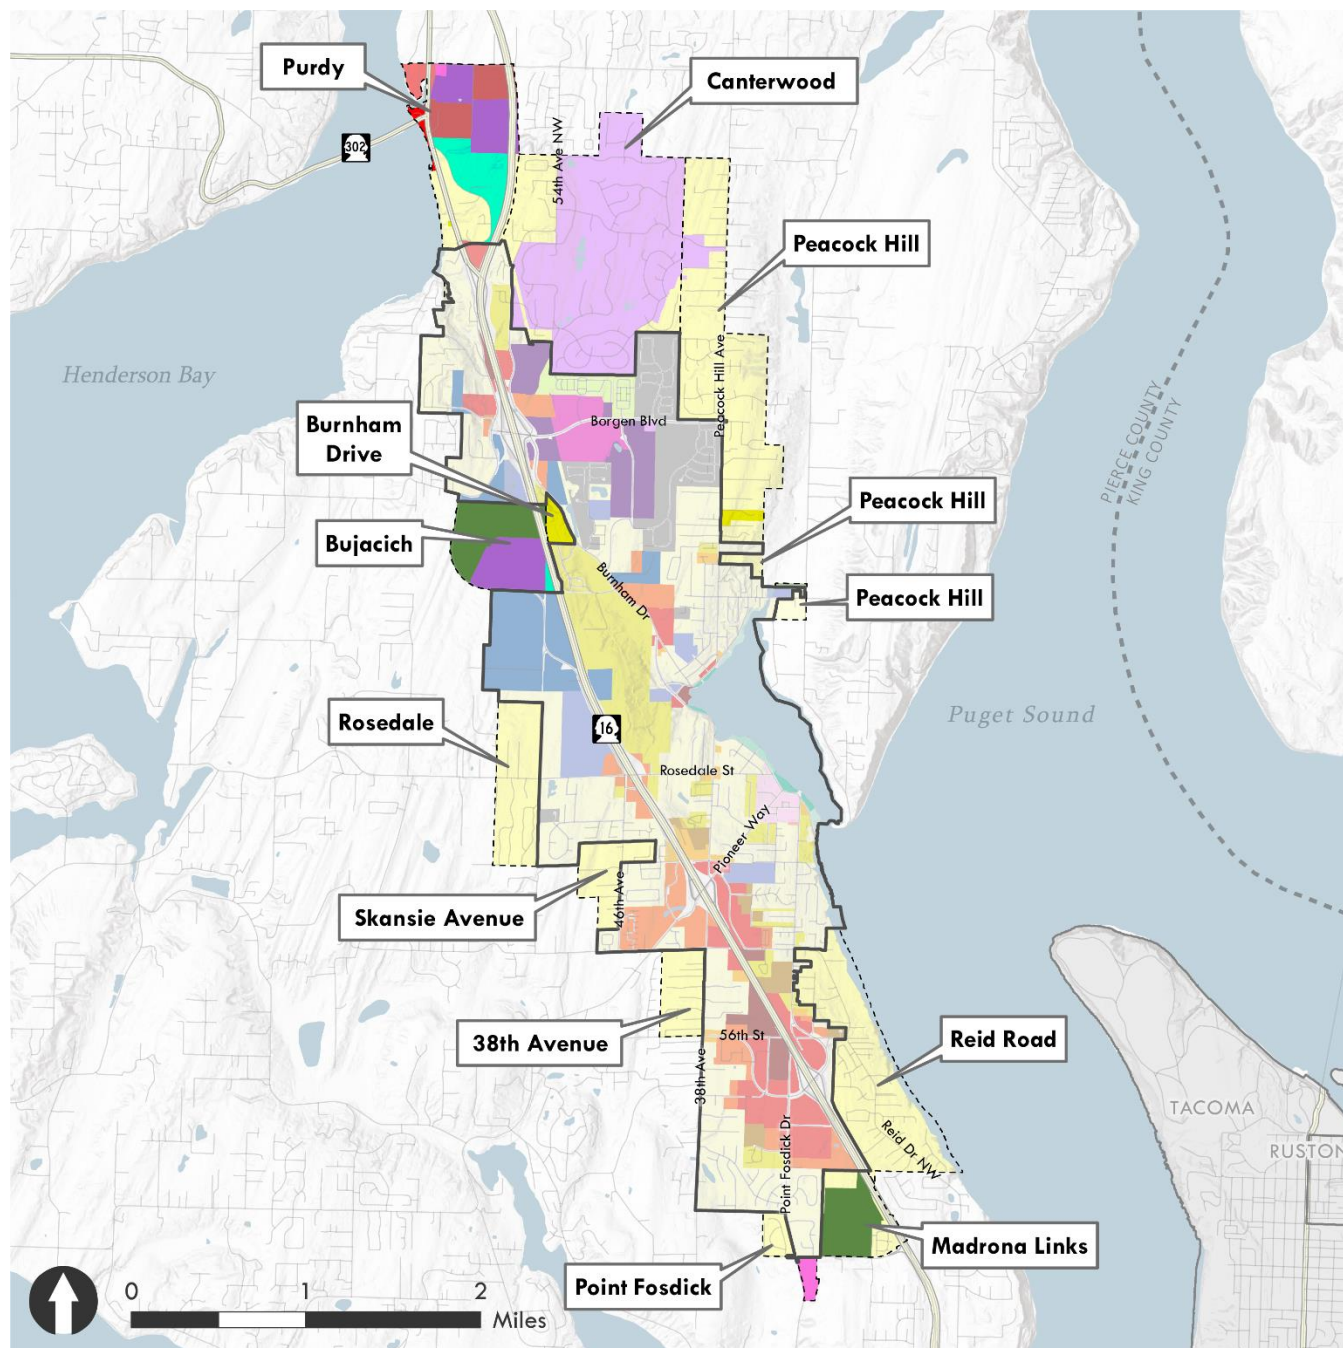 Purdy
Canterwood
302
54th Ave NW
Peacock Hill
Henderson Bay
Peacock Hill Ave
PIERCE COUNTY
KING COUNTY
Borgen Blvd
Burnham
Drive
Peacock Hill
Bujacich
Burnham Dr
Peacock Hill
Rosedale
16
Puget Sound
Rosedale St
Pioneer Way
46th Ave
Skansie Avenue
38th Avenue
56th St
Reid Road
38th Ave
TACOMA
Reid Dr NW
RUSTON
Point Fosdick Dr
Madrona Links
Point Fosdick
0 1 2
Miles